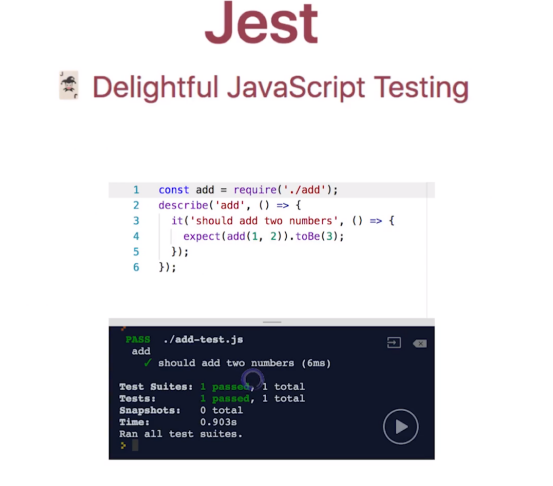 Jest
🃏 Delightful JavaScript Testing
1 const add = require('./add');
2 describe('add', () => {
3 it('should add two numbers', () => {
4 expect(add(1, 2)).toBe(3);
5 });
6 });
PASS ./add-test.js
add
✓ should add two numbers (6ms)
Test Suites: 1 passed, 1 total
Tests: 1 passed, 1 total
Snapshots: 0 total
Time: 0.903s
Ran all test suites.
>